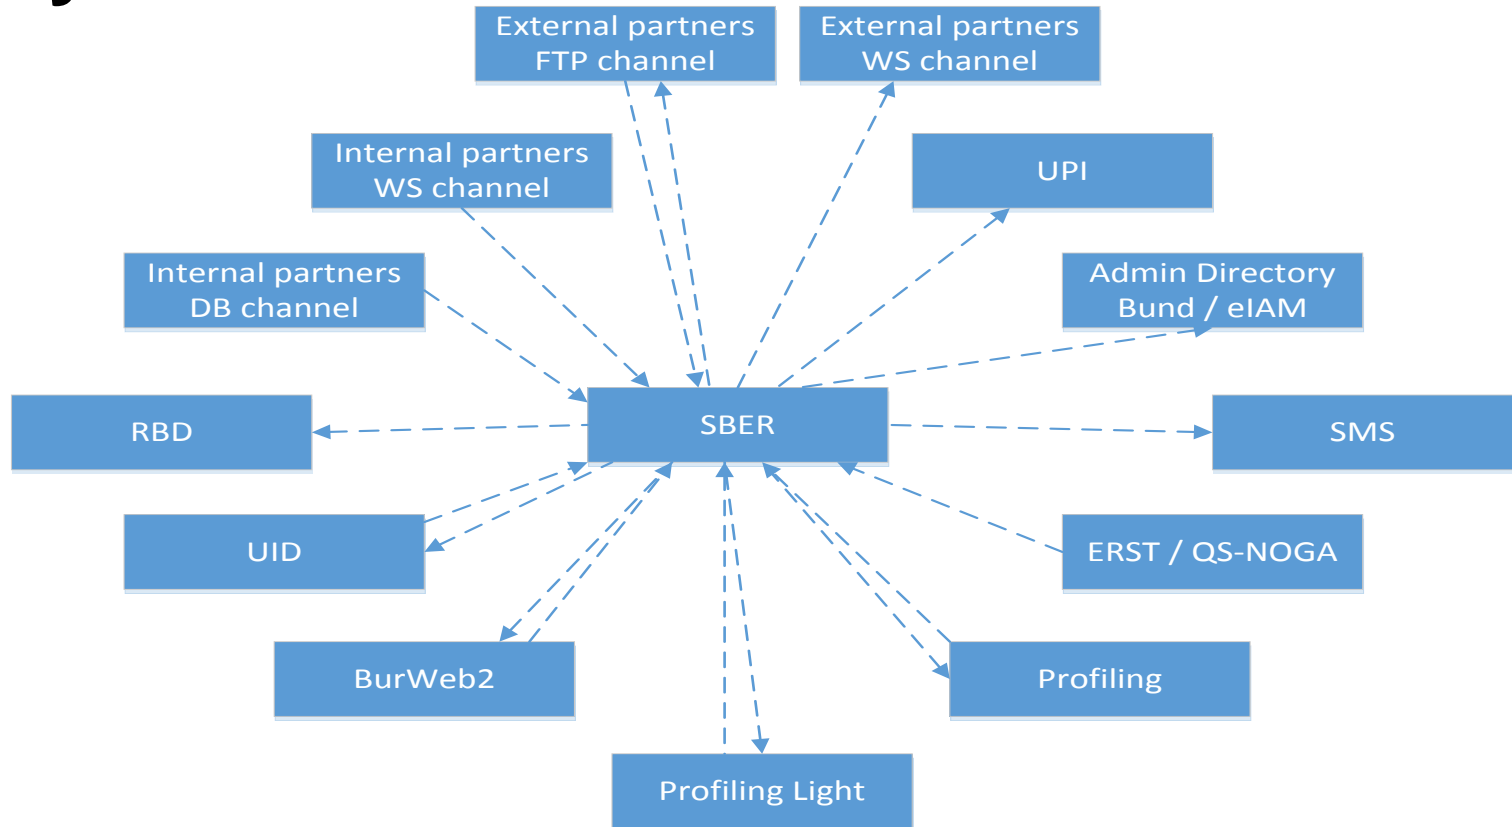 External partners
FTP channel
External partners
WS channel
Internal partners
WS channel
UPI
Internal partners
DB channel
Admin Directory
Bund / eIAM
RBD
SBER
SMS
UID
ERST / QS-NOGA
BurWeb2
Profiling
Profiling Light